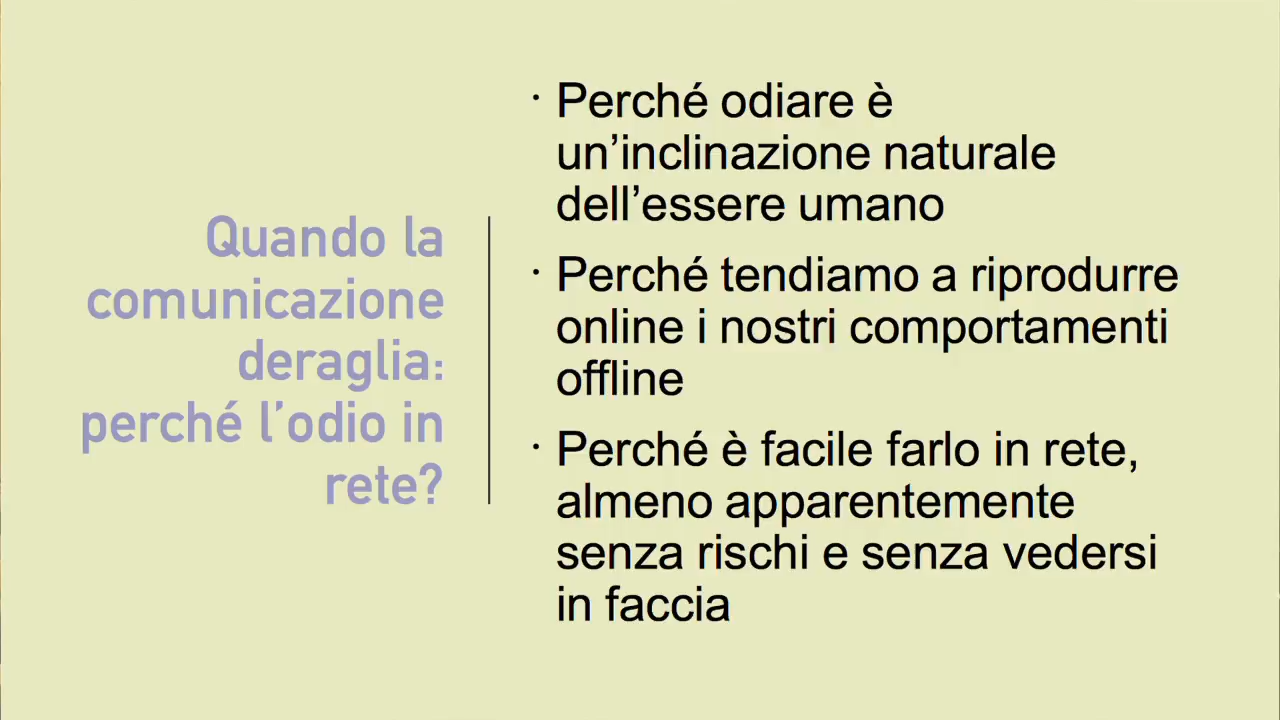 Quando la
comunicazione
deraglia:
perché l’odio in
rete?
· Perché odiare è
un’inclinazione naturale
dell’essere umano
· Perché tendiamo a riprodurre
online i nostri comportamenti
offline
· Perché è facile farlo in rete,
almeno apparentemente
senza rischi e senza vedersi
in faccia